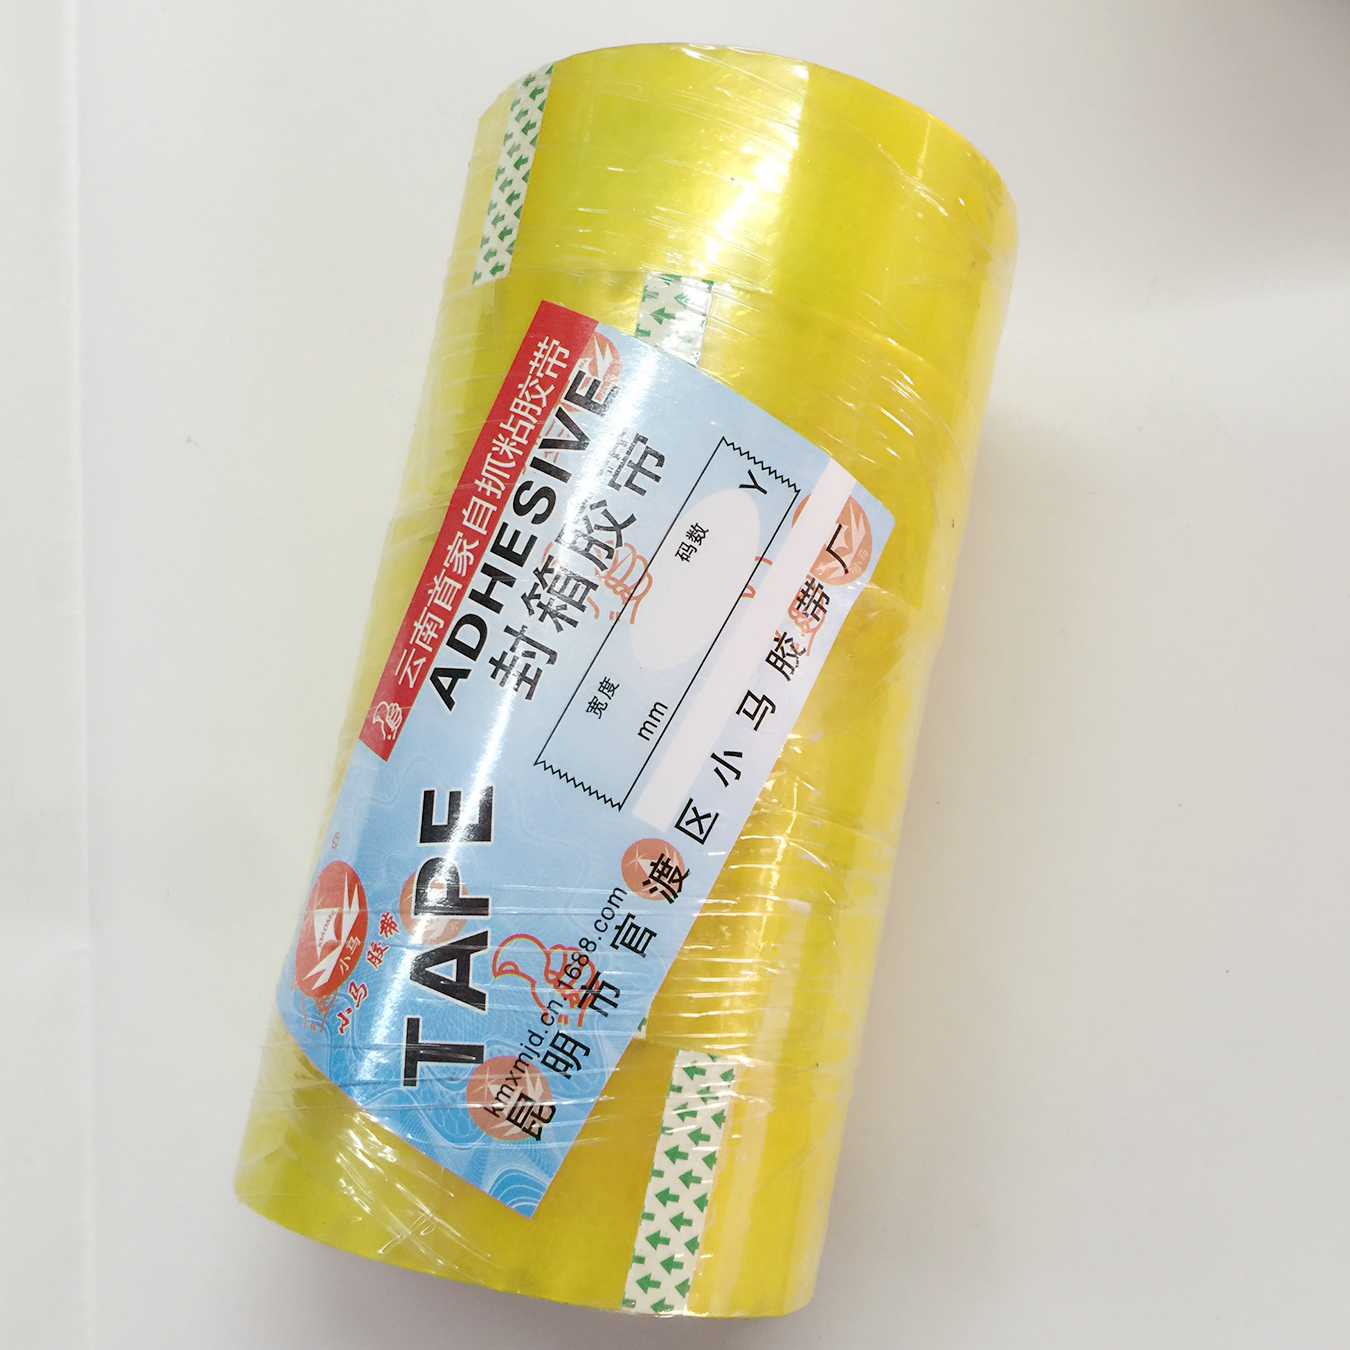 云南首家自抓粘胶带
ADHESIVE TAPE
封箱胶带
宽度
mm
码数
Y
小马
小马 胶带
kmxmjd.cn.1688.com
昆明市官渡区小马胶带厂